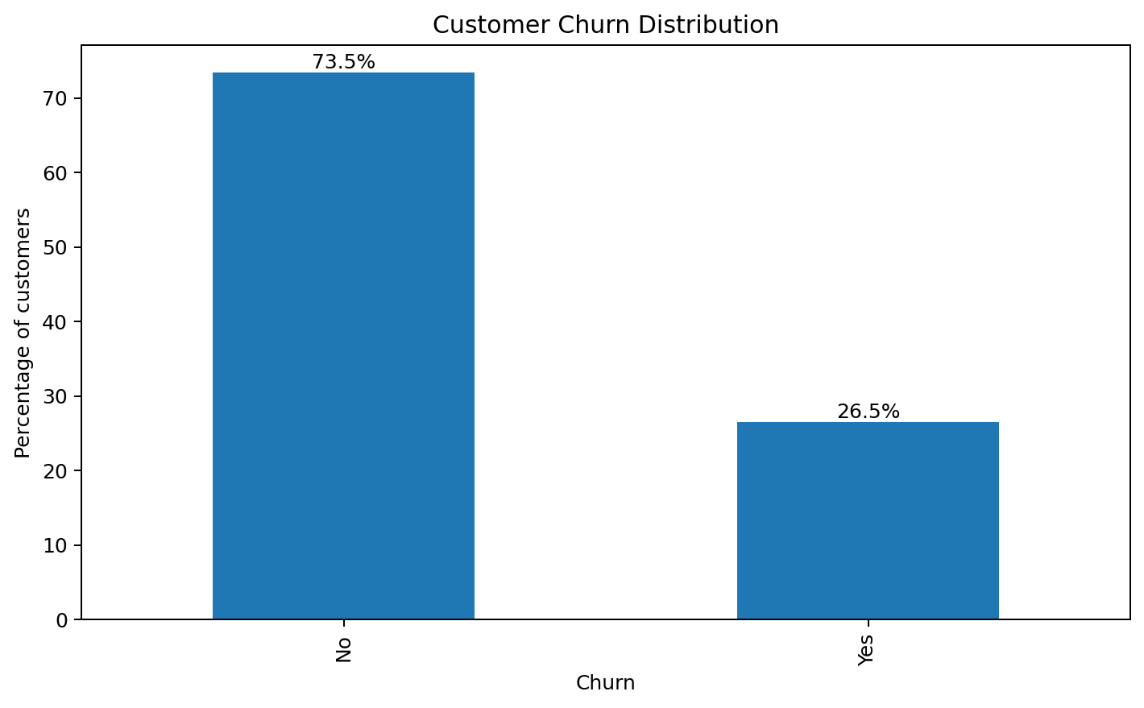 Customer Churn Distribution
73.5%
70
60
50
40
30
20
10
0
Percentage of customers
26.5%
No
Yes
Churn